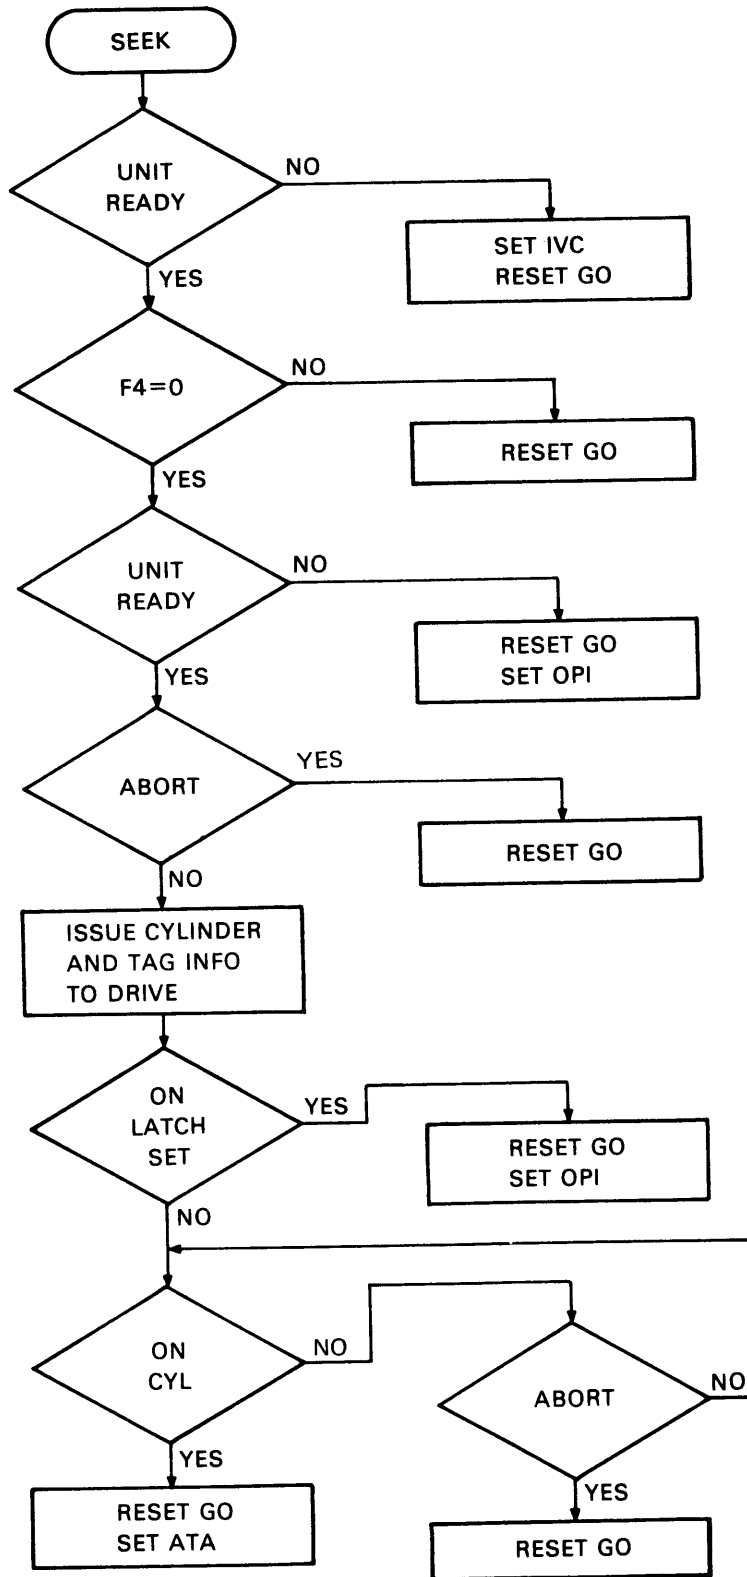 SEEK
UNIT
READY
NO
SET IVC
RESET GO
YES
F4=0
NO
RESET GO
YES
UNIT
READY
NO
RESET GO
SET OPI
YES
ABORT
YES
RESET GO
NO
ISSUE CYLINDER
AND TAG INFO
TO DRIVE
ON
LATCH
SET
YES
RESET GO
SET OPI
NO
ON
CYL
NO
ABORT
NO
YES
RESET GO
SET ATA
YES
RESET GO